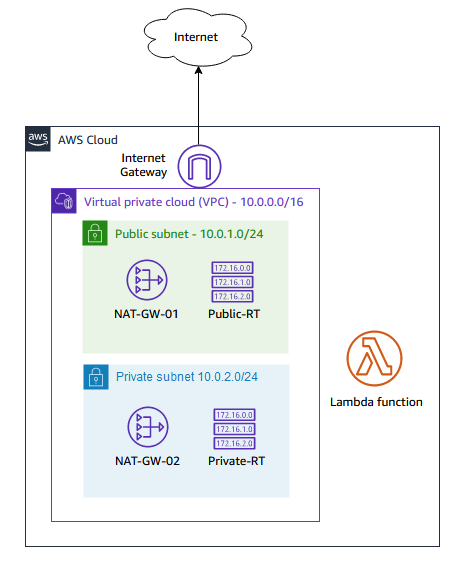 Internet
aws
AWS Cloud
Internet
Gateway
Virtual private cloud (VPC) - 10.0.0.0/16
Public subnet - 10.0.1.0/24
172.16.0.0
172.16.1.0
172.16.2.0
NAT-GW-01
Public-RT
Private subnet 10.0.2.0/24
172.16.0.0
172.16.1.0
172.16.2.0
NAT-GW-02
Private-RT
Lambda function